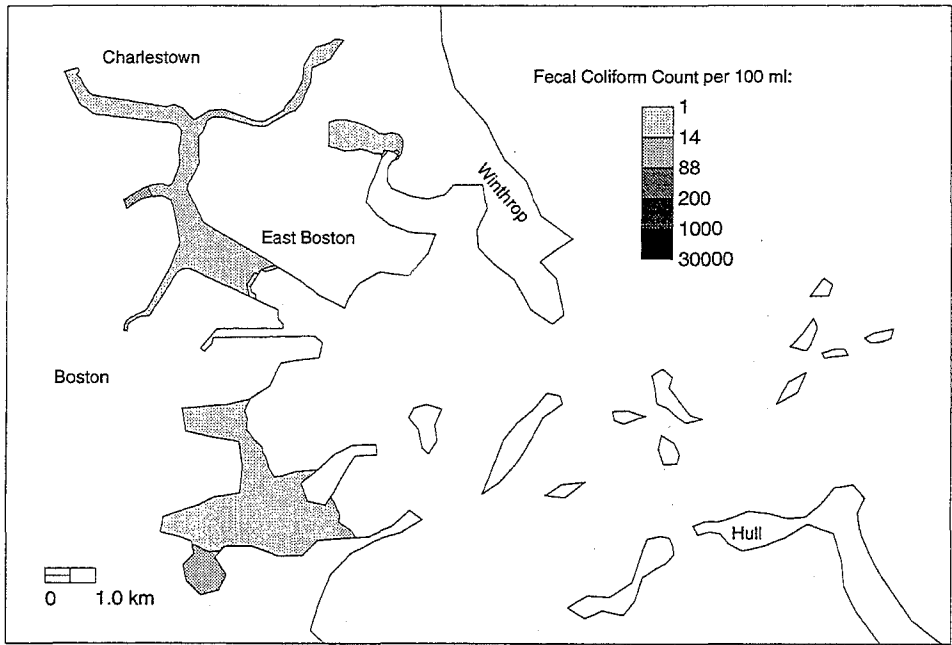 Charlestown
Fecal Coliform Count per 100 ml:
1
14
88
200
1000
30000
Winthrop
East Boston
Boston
Hull
0 1.0 km